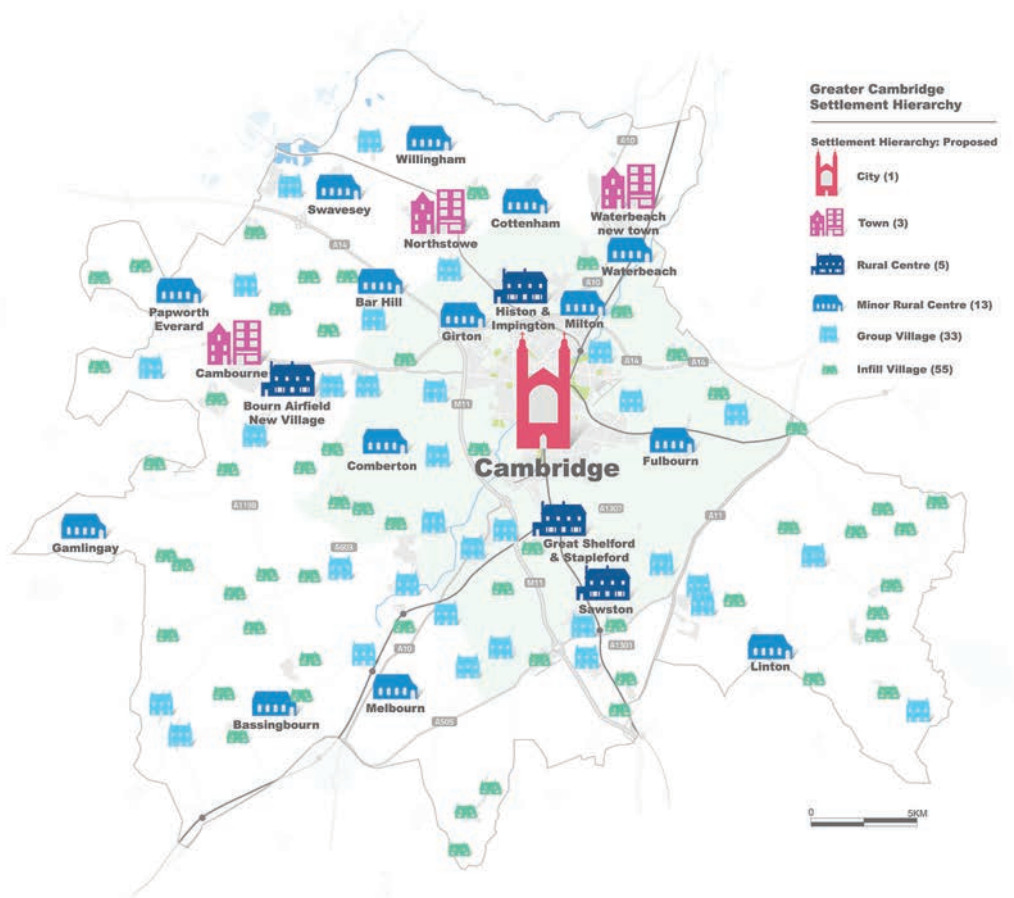 Greater Cambridge
Settlement Hierarchy
Settlement Hierarchy: Proposed
City (1)
Town (3)
Rural Centre (5)
Minor Rural Centre (13)
Group Village (33)
Infill Village (55)
A10
Willingham
Swavesey
Northstowe
Cottenham
Waterbeach
new town
A14
Waterbeach
A10
Papworth
Everard
Bar Hill
Girton
Histon &
Impington
Milton
Cambourne
A14
A14
Bourn Airfield
New Village
M11
Comberton
Cambridge
Fulbourn
A1198
A1307
A11
Gamlingay
A603
Great Shelford
& Stapleford
M11
Sawston
A10
A1301
Linton
Bassingbourn
Melbourn
A505
0
5KM